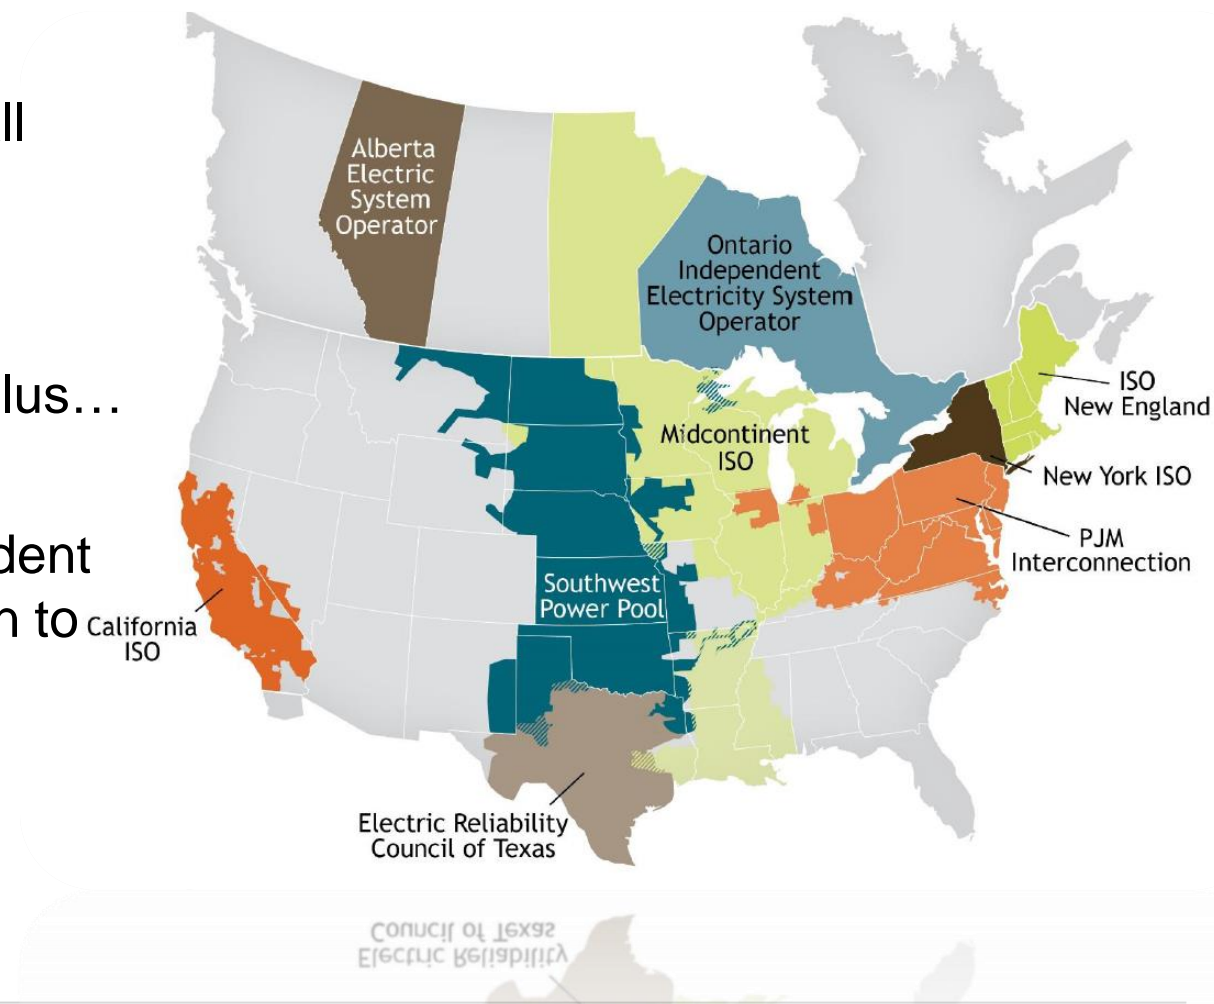 ll
lus…
dent
n to
Alberta
Electric
System
Operator
Ontario
Independent
Electricity System
Operator
Midcontinent
ISO
ISO
New England
New York ISO
PJM
Interconnection
Southwest
Power Pool
California
ISO
Electric Reliability
Council of Texas
Council of Texas
Electric Reliability